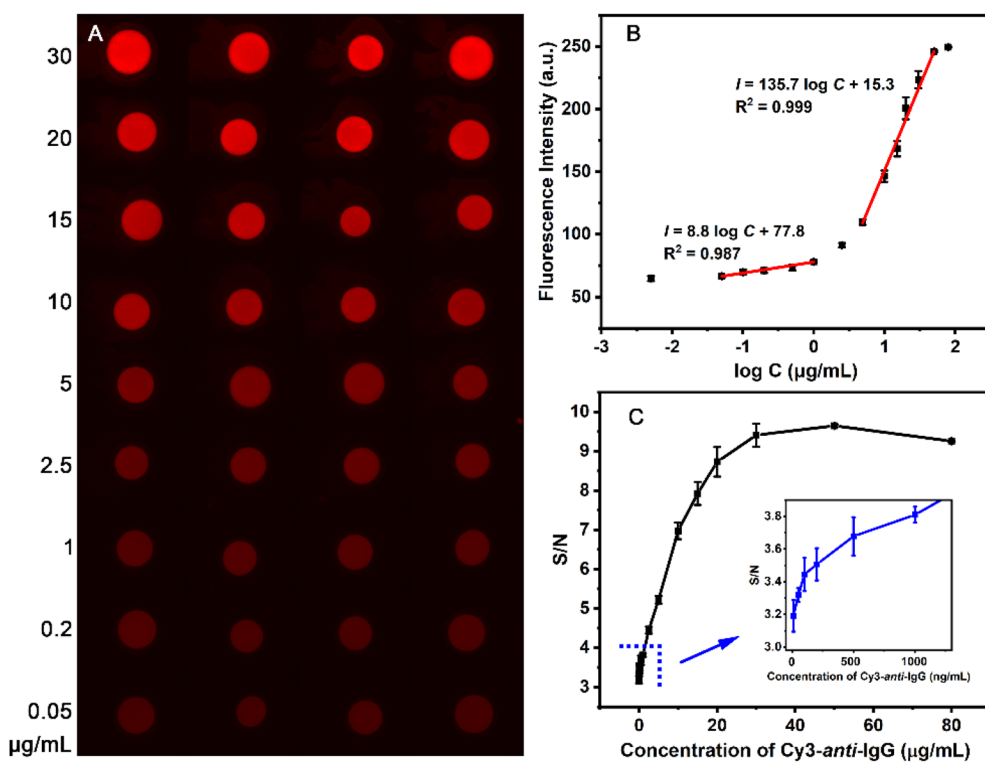 A
30
20
15
10
5
2.5
1
0.2
0.05
µg/mL
B
Fluorescence Intensity (a.u.)
250
200
150
100
50
I = 135.7 log C + 15.3
R² = 0.999
I = 8.8 log C + 77.8
R² = 0.987
-3 -2 -1 0 1 2
log C (µg/mL)
C
S/N
10
9
8
7
6
5
4
3
0 20 40 60 80
Concentration of Cy3-anti-IgG (µg/mL)
S/N
3.8
3.6
3.4
3.2
3.0
0 500 1000
Concentration of Cy3-anti-IgG (ng/mL)